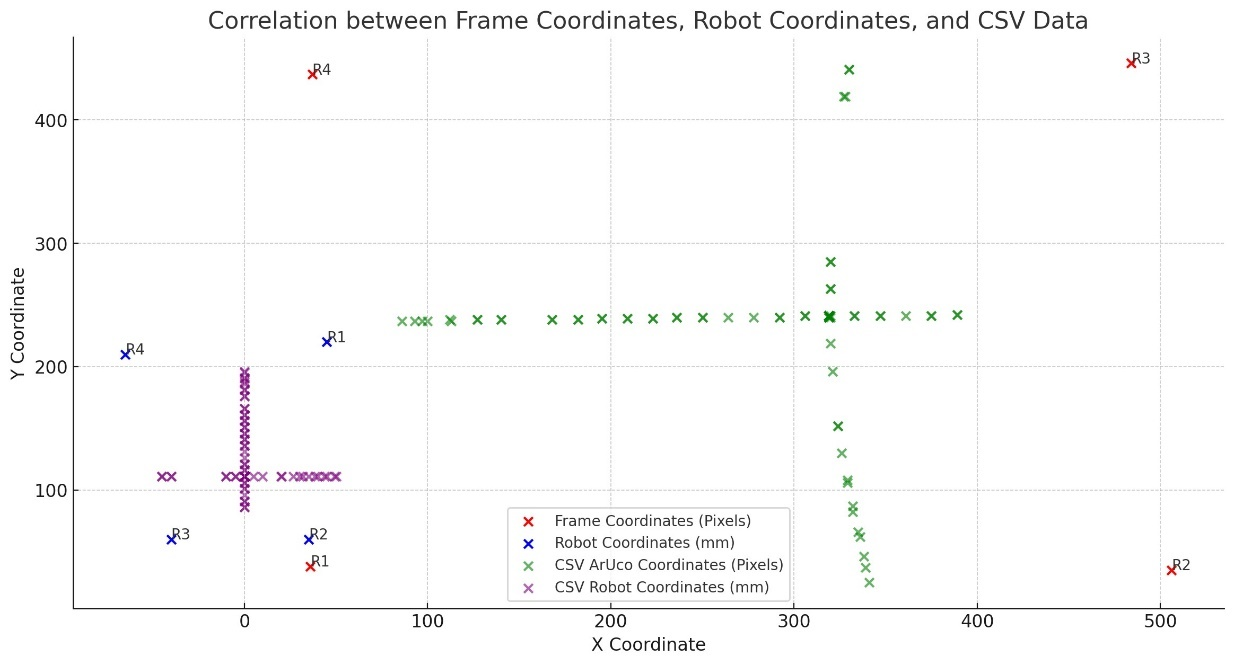 Correlation between Frame Coordinates, Robot Coordinates, and CSV Data
R4
R3
400
300
R1
R4
200
100
R3
R2
R1
R2
Frame Coordinates (Pixels)
Robot Coordinates (mm)
CSV ArUco Coordinates (Pixels)
CSV Robot Coordinates (mm)
0
100
200
300
400
500
X Coordinate
Y Coordinate